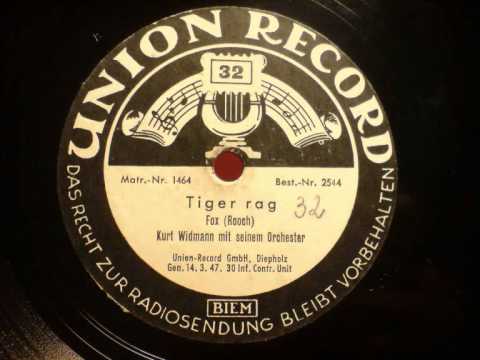 UNION RECORD
32
Matr.-Nr. 1464 Best.-Nr. 2544
Tiger rag 32
Fox (Rooch)
Kurt Widmann mit seinem Orchester
Union-Record GmbH, Diepholz
Gen. 14. 3. 47. 30 Inf. Contr. Unit
BIEM
DAS RECHT ZUR RADIOSENDUNG BLEIBT VORBEHALTEN